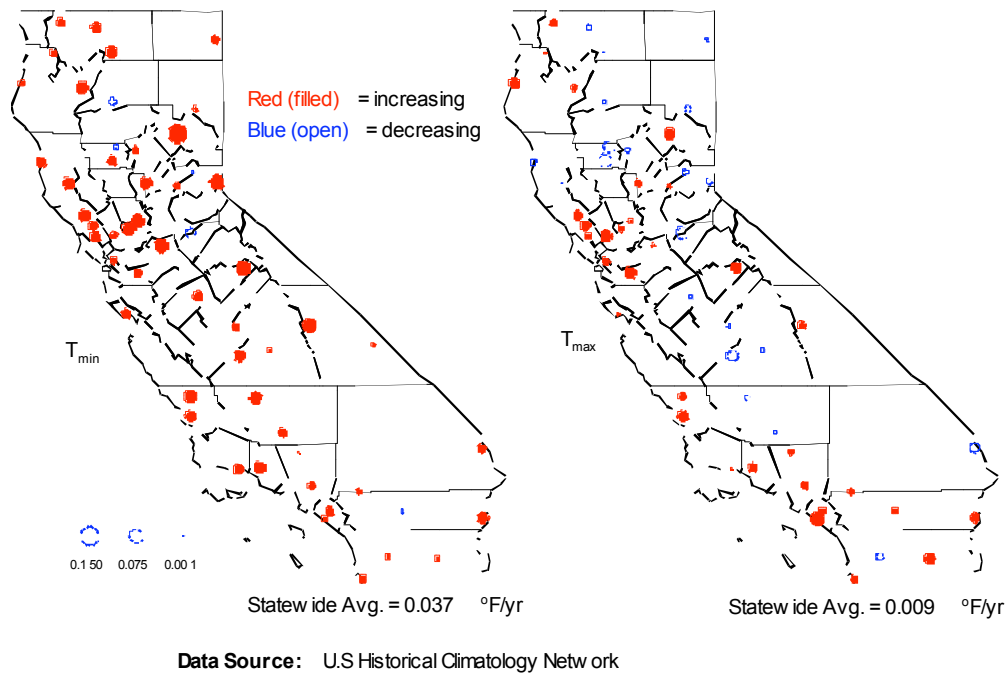 Red (filled) = increasing
Blue (open) = decreasing
Tmin
Tmax
0.150 0.075 0.001
Statewide Avg. = 0.037 °F/yr
Statewide Avg. = 0.009 °F/yr
Data Source: U.S Historical Climatology Network